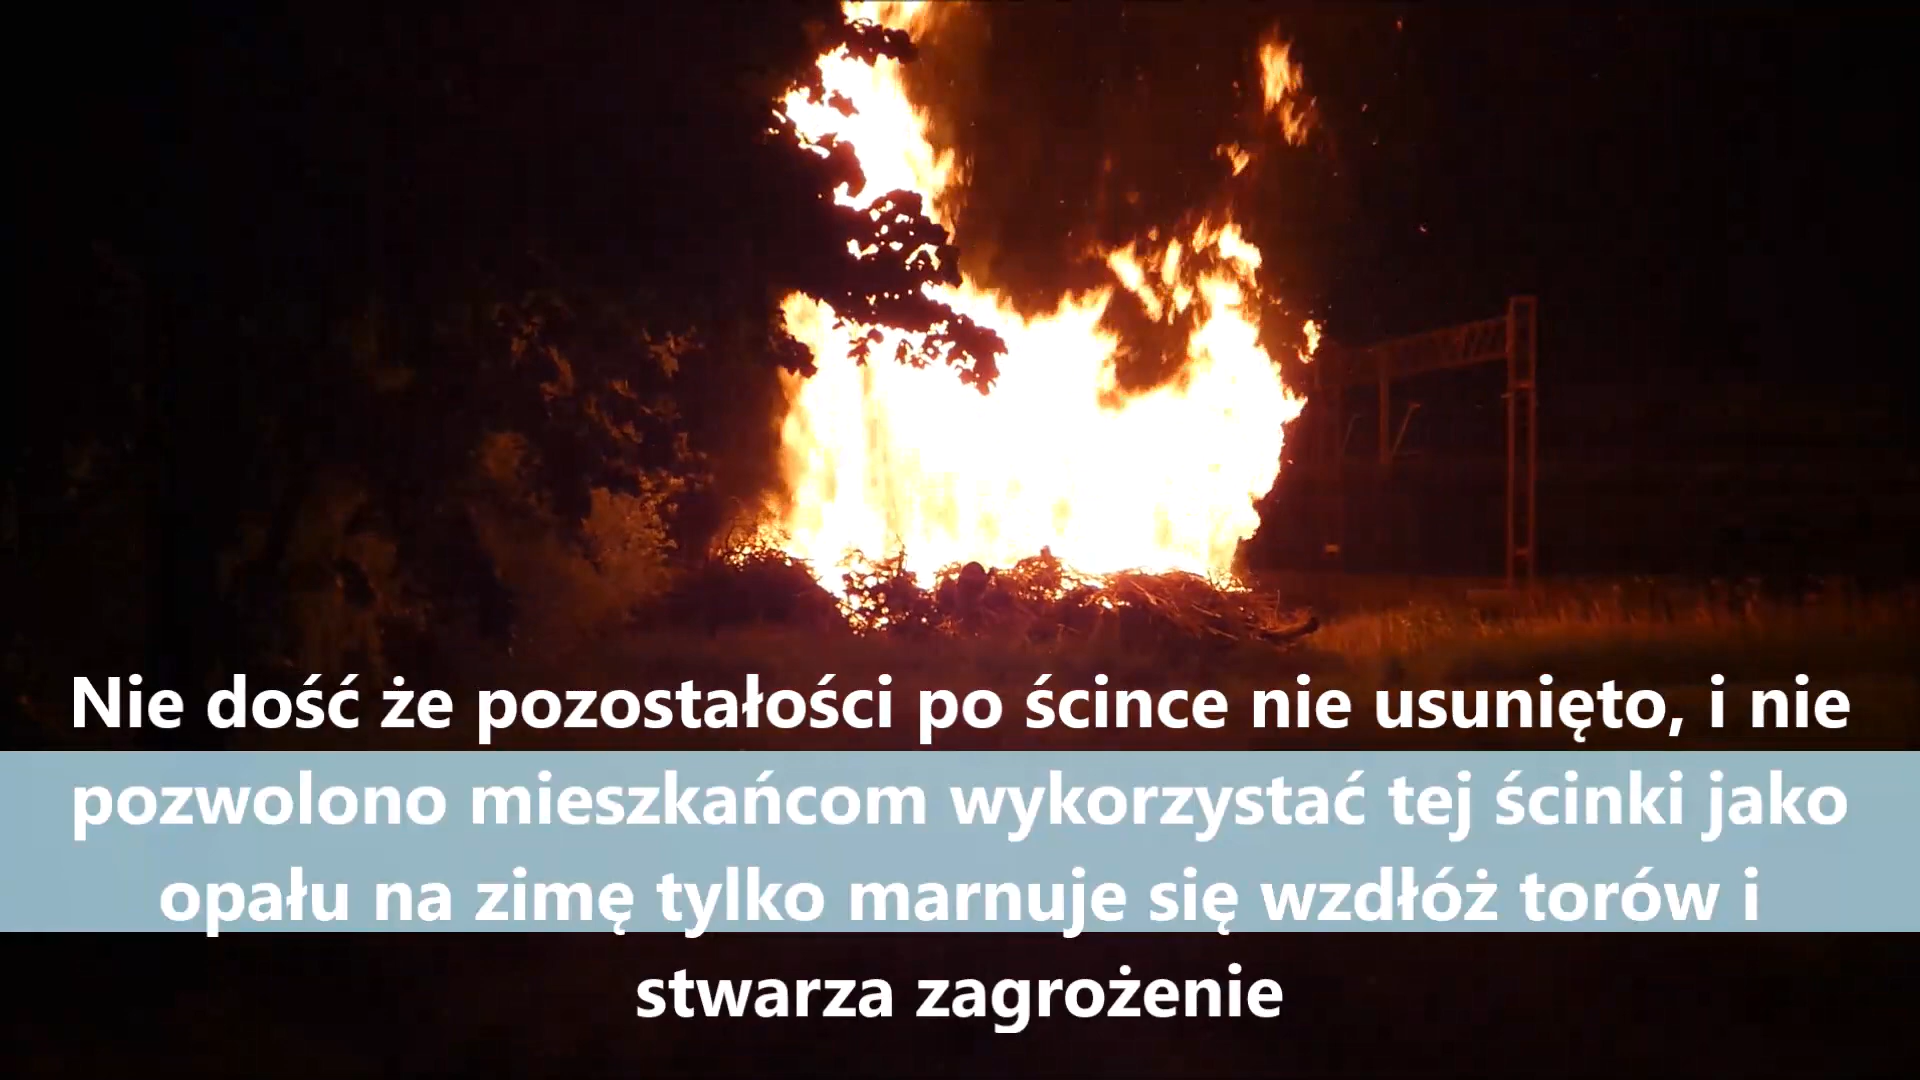 Nie dość że pozostałości po ścince nie usunięto, i nie
pozwolono mieszkańcom wykorzystać tej ścinki jako
opału na zimę tylko marnuje się wzdłóż torów i
stwarza zagrożenie